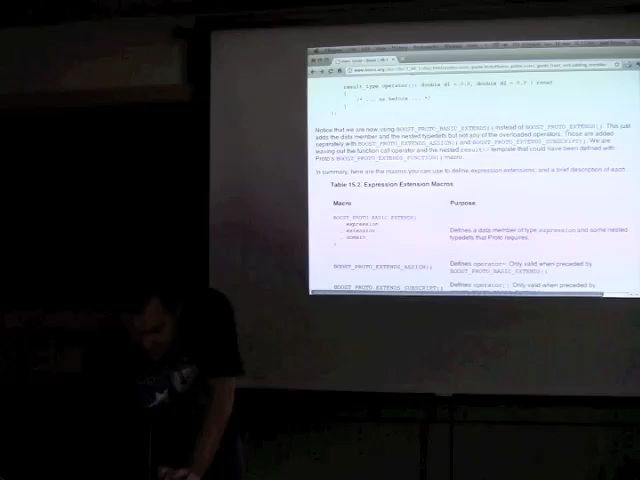 result type operator()( double d1 = 0.0, double d2 = 0.0 ) const
{
/* ... as before ... */
}
};
Notice that we are now using BOOST_PROTO_BASIC_EXTENDS() instead of BOOST_PROTO_EXTENDS(). This just
adds the data member and the nested typedefs but not any of the overloaded operators. Those are added
separately with BOOST_PROTO_EXTENDS_ASSIGN() and BOOST_PROTO_EXTENDS_SUBSCRIPT(). We are
leaving out the function call operator and the nested result<> template that could have been defined with
Proto's BOOST_PROTO_EXTENDS_FUNCTION() macro.
In summary, here are the macros you can use to define expression extensions, and a brief description of each.
Table 15.2. Expression Extension Macros
Macro Purpose
BOOST_PROTO_BASIC_EXTENDS(
expression
, extension
, domain
)
Defines a data member of type expression and some nested
typedefs that Proto requires.
BOOST_PROTO_EXTENDS_ASSIGN()
Defines operator=. Only valid when preceded by
BOOST_PROTO_BASIC_EXTENDS().
BOOST_PROTO_EXTENDS_SUBSCRIPT()
Defines operator[]. Only valid when preceded by